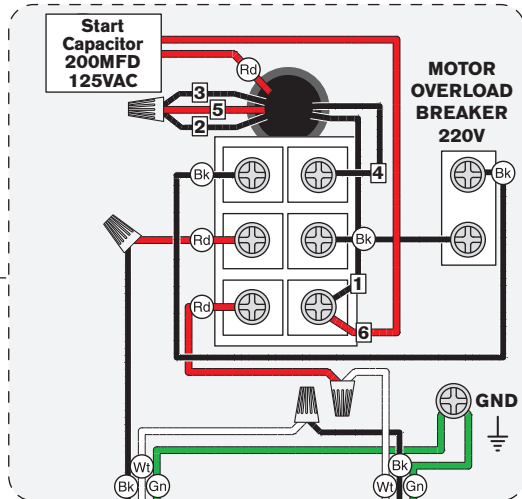 Start
Capacitor
200MFD
125VAC
Rd
MOTOR
OVERLOAD
BREAKER
220V
3
5
2
4
Bk
Bk
Rd
Bk
1
Rd
6
GND
Wt
Bk
Bk
Gn
Wt
Gn